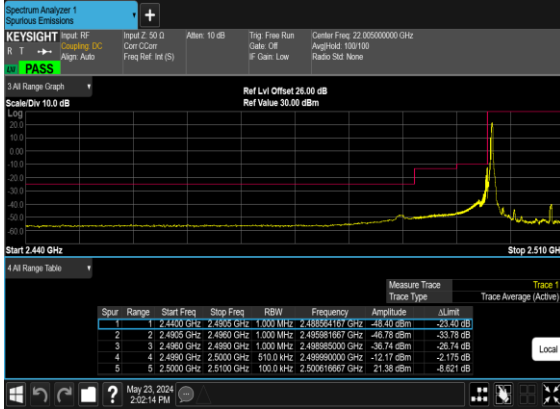 Spectrum Analyzer 1
Spurious Emissions
+
KEYSIGHT Input: RF Input Z: 50 Ω Atten: 10 dB Trig: Free Run Center Freq: 22.005000000 GHz
R T Coupling: DC Corr CCorr Gate: Off Avg|Hold: 100/100
Align: Auto Freq Ref: Int (S) IF Gain: Low Radio Std: None
LNI PASS
3 All Range Graph
Ref Lvl Offset 26.00 dB
Scale/Div 10.0 dB Ref Value 30.00 dBm
Log
20.0
10.0
0.00
-10.0
-20.0
-30.0
-40.0
-50.0
-60.0
Start 2.440 GHz Stop 2.510 GHz
4 All Range Table
Measure Trace Trace 1
Trace Type Trace Average (Active)
Spur Range Start Freq Stop Freq RBW Frequency Amplitude ΔLimit
1 1 2.4400 GHz 2.4905 GHz 1.000 MHz 2.488564167 GHz -48.40 dBm -23.40 dB
2 2 2.4905 GHz 2.4960 GHz 1.000 MHz 2.495981667 GHz -46.78 dBm -33.78 dB
3 3 2.4960 GHz 2.4990 GHz 1.000 MHz 2.498985000 GHz -36.74 dBm -26.74 dB
4 4 2.4990 GHz 2.5000 GHz 510.0 kHz 2.499990000 GHz -12.17 dBm -2.175 dB
5 5 2.5000 GHz 2.5100 GHz 100.0 kHz 2.500616667 GHz 21.38 dBm -8.621 dB
Local
?
May 23, 2024
2:02:14 PM